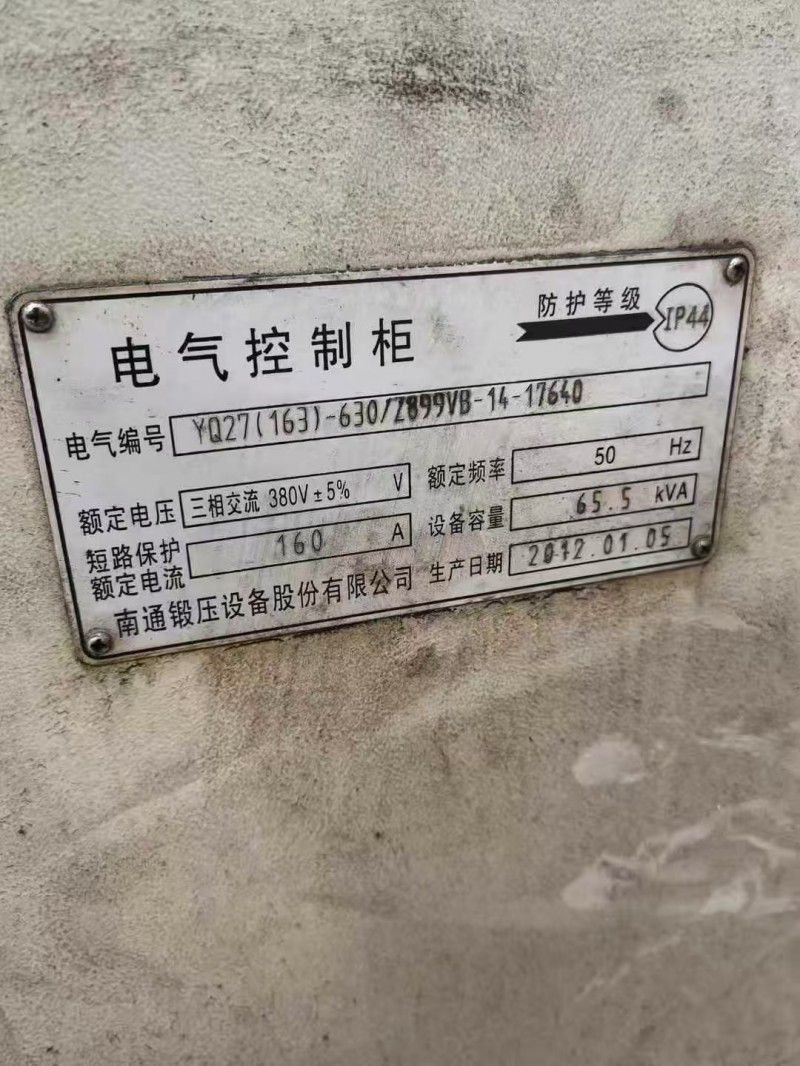 防护等级 IP44
电气控制柜
电气编号 YQ27(163)-630/Z899VB-14-17640
额定电压 三相交流 380V±5% V 额定频率 50 Hz
短路保护额定电流 160 A 设备容量 65.5 kVA
南通锻压设备股份有限公司 生产日期 2012.01.05